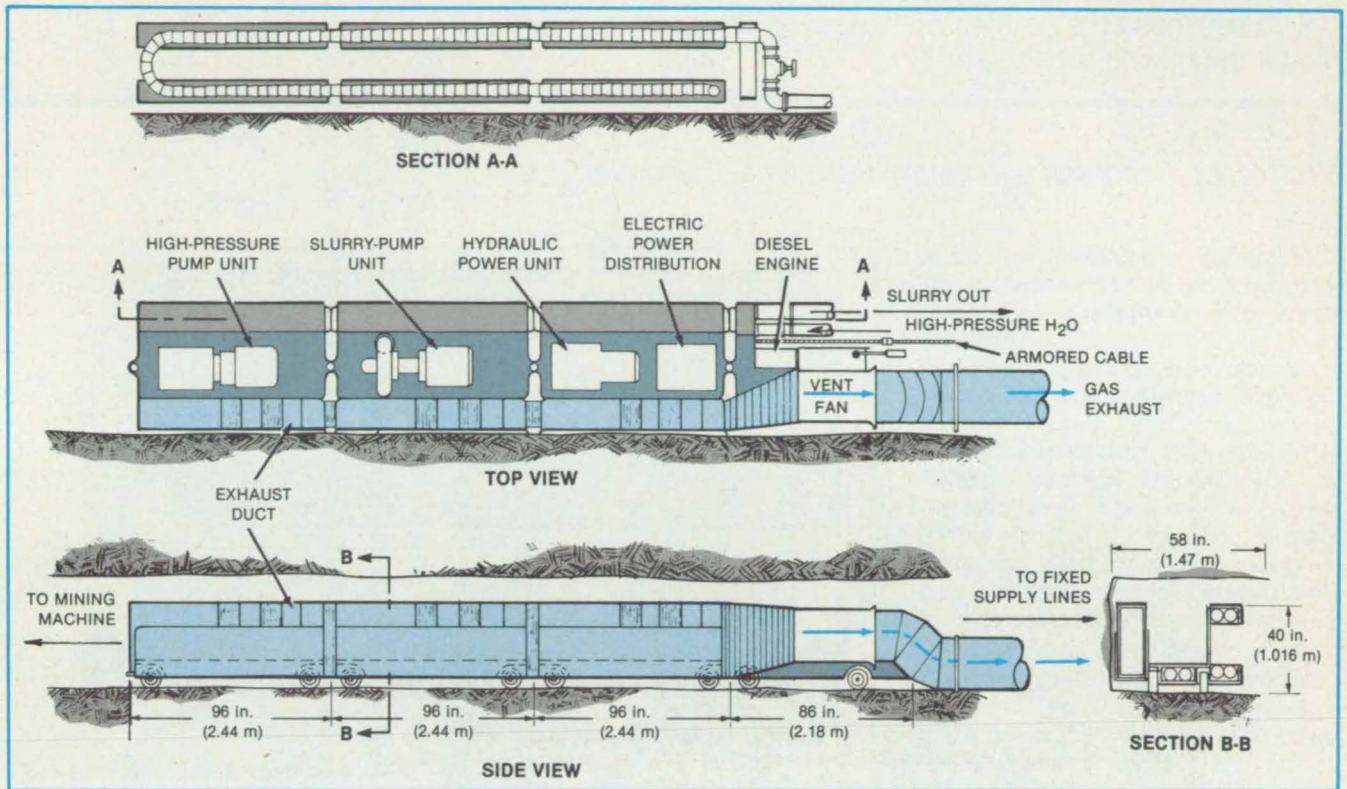 SECTION A-A
HIGH-PRESSURE
PUMP UNIT
SLURRY-PUMP
UNIT
HYDRAULIC
POWER UNIT
ELECTRIC
POWER
DISTRIBUTION
DIESEL
ENGINE
A
A
SLURRY OUT
HIGH-PRESSURE H₂O
ARMORED CABLE
VENT
FAN
GAS
EXHAUST
TOP VIEW
EXHAUST
DUCT
B
B
TO MINING
MACHINE
TO FIXED
SUPPLY LINES
58 in.
(1.47 m)
40 in.
(1.016 m)
96 in.
(2.44 m)
96 in.
(2.44 m)
96 in.
(2.44 m)
86 in.
(2.18 m)
SECTION B-B
SIDE VIEW